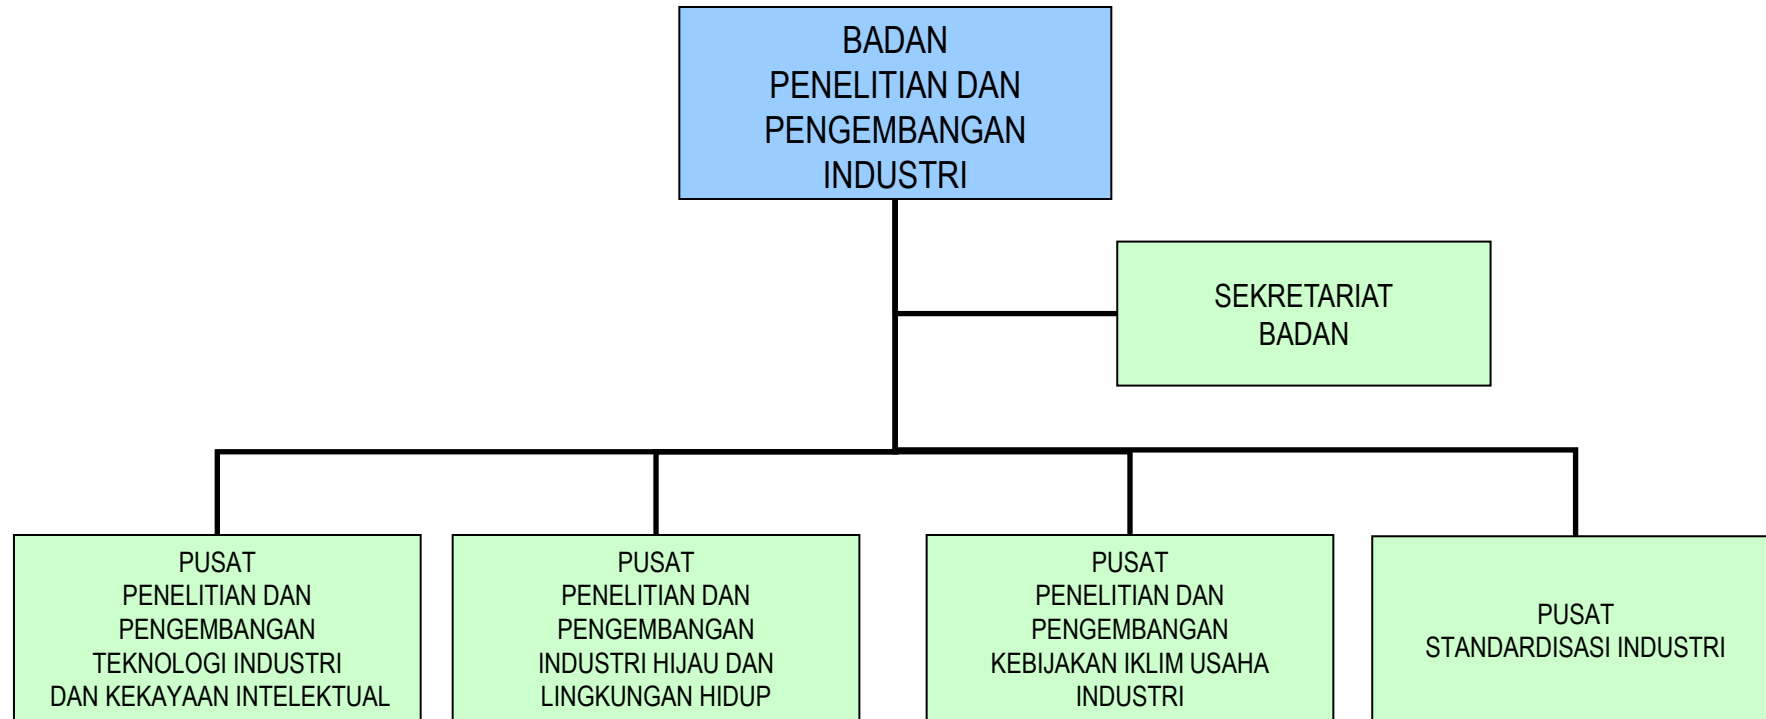 BADAN
PENELITIAN DAN
PENGEMBANGAN
INDUSTRI
SEKRETARIAT
BADAN
PUSAT
PENELITIAN DAN
PENGEMBANGAN
TEKNOLOGI INDUSTRI
DAN KEKAYAAN INTELEKTUAL
PUSAT
PENELITIAN DAN
PENGEMBANGAN
INDUSTRI HIJAU DAN
LINGKUNGAN HIDUP
PUSAT
PENELITIAN DAN
PENGEMBANGAN
KEBIJAKAN IKLIM USAHA
INDUSTRI
PUSAT
STANDARDISASI INDUSTRI